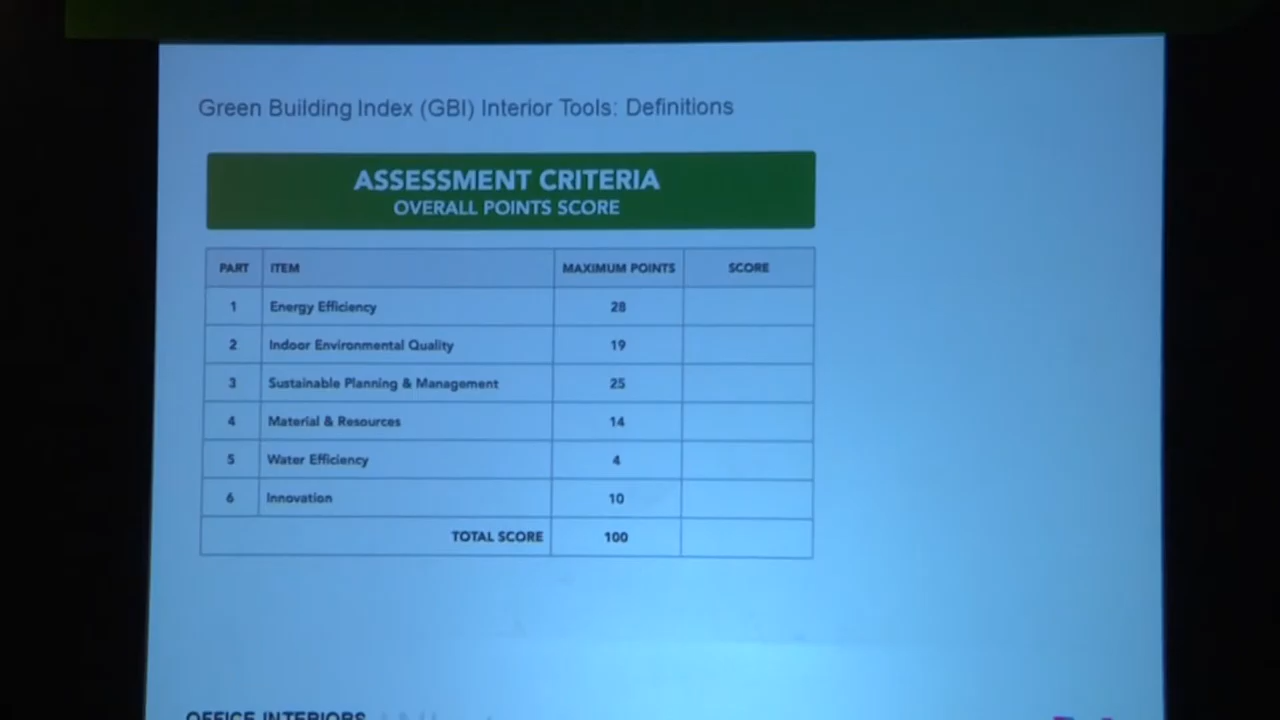 Green Building Index (GBI) Interior Tools: Definitions
ASSESSMENT CRITERIA
OVERALL POINTS SCORE
PART ITEM MAXIMUM POINTS SCORE
1 Energy Efficiency 28
2 Indoor Environmental Quality 19
3 Sustainable Planning & Management 25
4 Material & Resources 14
5 Water Efficiency 4
6 Innovation 10
TOTAL SCORE 100
OFFICE INTERIORS